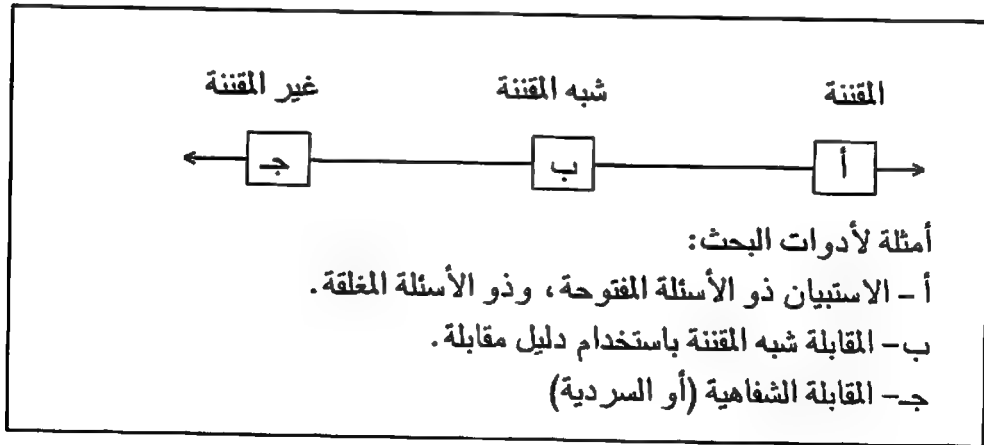 المقننة شبه المقننة غير المقننة
أ ب جـ
أمثلة لأدوات البحث:
أ – الاستبيان ذو الأسئلة المفتوحة، وذو الأسئلة المغلقة.
ب– المقابلة شبه المقننة باستخدام دليل مقابلة.
جـ– المقابلة الشفاهية (أو السردية)